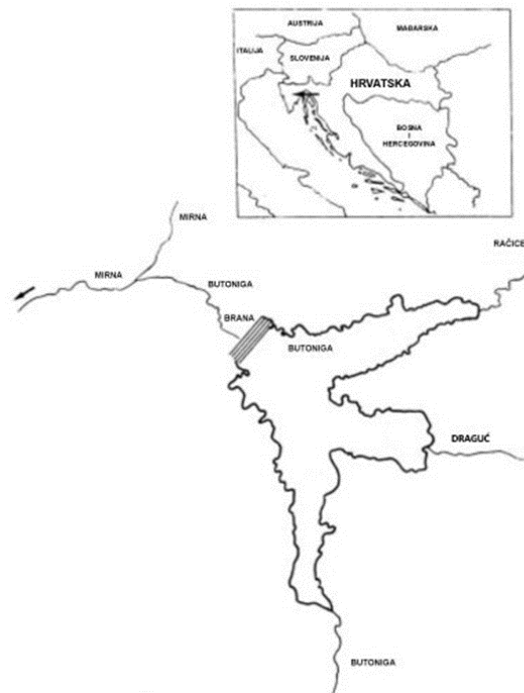 AUSTRIJA
MAĐARSKA
ITALIJA
SLOVENIJA
HRVATSKA
BOSNA
I
HERCEGOVINA
MIRNA
RAČICE
MIRNA
BUTONIGA
BRANA
BUTONIGA
DRAGUĆ
BUTONIGA